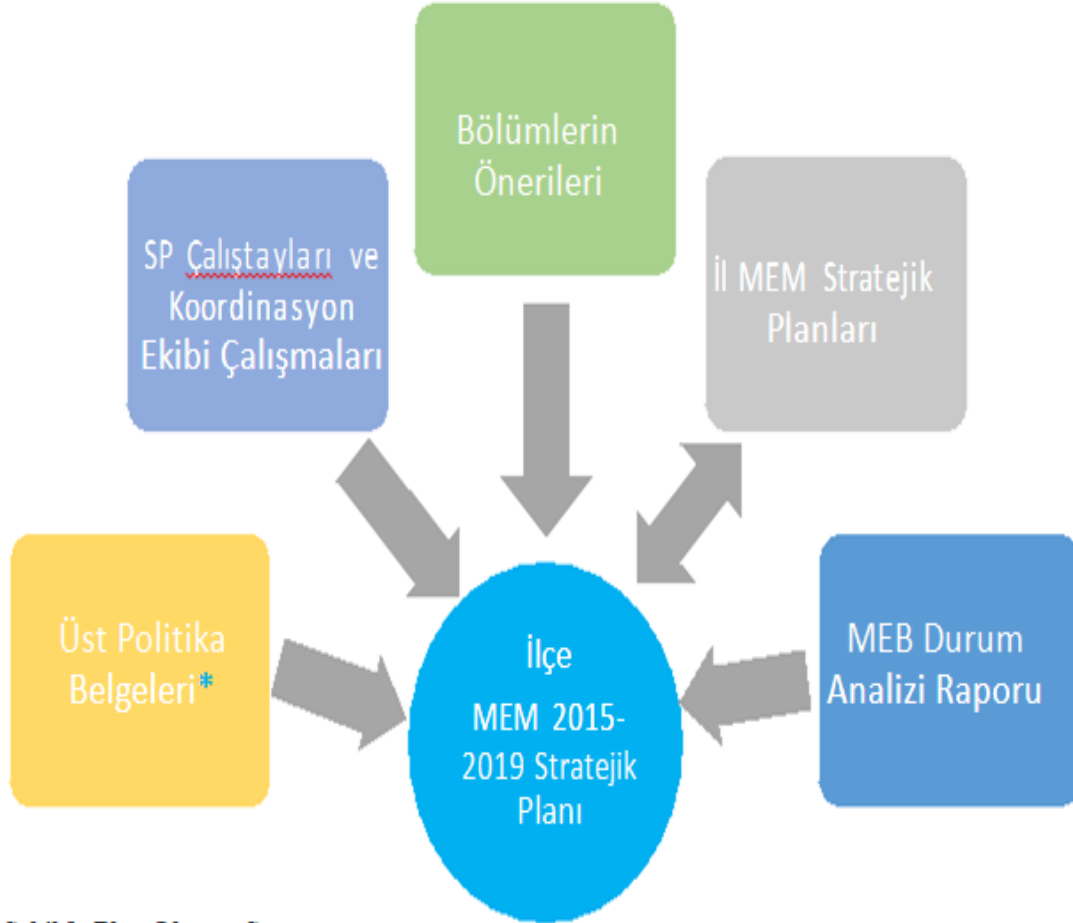 Bölümlerin
Önerileri
SP Çalıştayları ve
Koordinasyon
Ekibi Çalışmaları
İl MEM Stratejik
Planları
Üst Politika
Belgeleri*
İlçe
MEM 2015-
2019 Stratejik
Planı
MEB Durum
Analizi Raporu